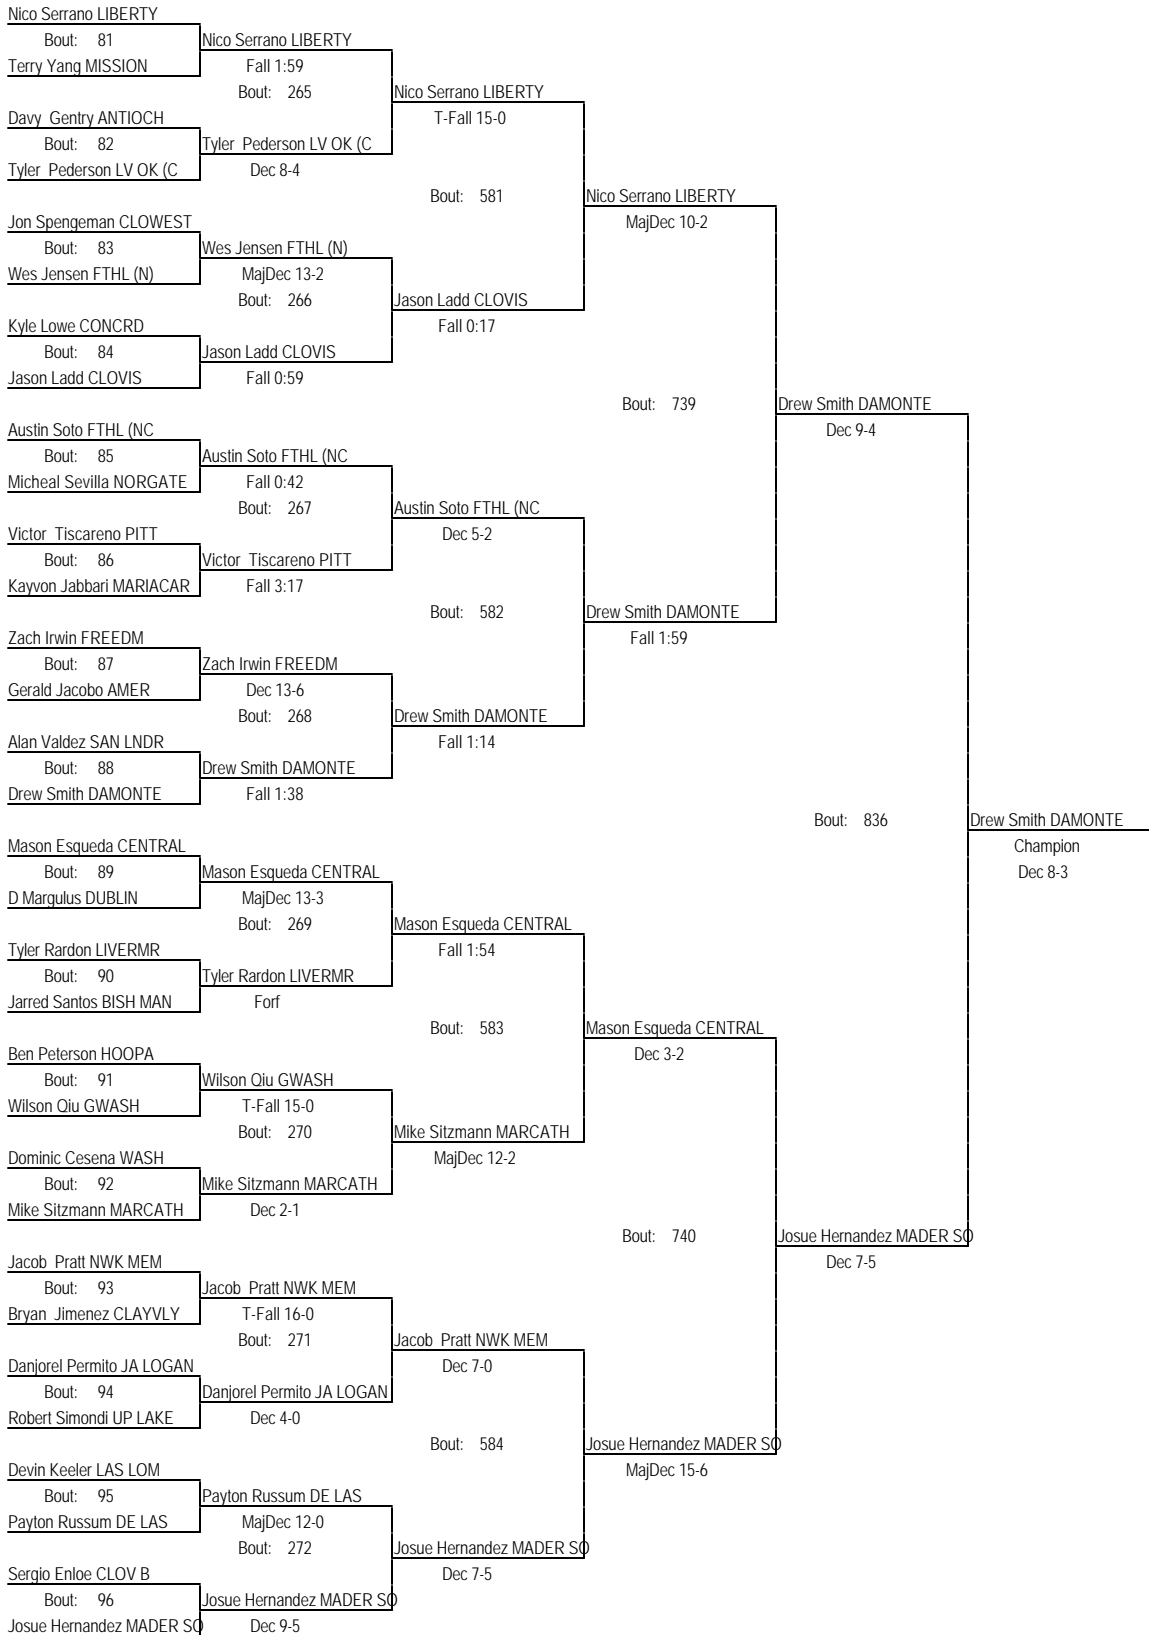 Nico Serrano LIBERTY
Bout: 81
Nico Serrano LIBERTY
Terry Yang MISSION
Fall 1:59
Bout: 265
Nico Serrano LIBERTY
Davy Gentry ANTIOCH
T-Fall 15-0
Bout: 82
Tyler Pederson LV OK (C
Tyler Pederson LV OK (C
Dec 8-4
Bout: 581
Nico Serrano LIBERTY
Jon Spengeman CLOWEST
MajDec 10-2
Bout: 83
Wes Jensen FTHL (N)
Wes Jensen FTHL (N)
MajDec 13-2
Bout: 266
Jason Ladd CLOVIS
Kyle Lowe CONCRD
Fall 0:17
Bout: 84
Jason Ladd CLOVIS
Jason Ladd CLOVIS
Fall 0:59
Bout: 739
Drew Smith DAMONTE
Austin Soto FTHL (NC
Dec 9-4
Bout: 85
Austin Soto FTHL (NC
Micheal Sevilla NORGATE
Fall 0:42
Bout: 267
Austin Soto FTHL (NC
Victor Tiscareno PITT
Dec 5-2
Bout: 86
Victor Tiscareno PITT
Kayvon Jabbari MARIACAR
Fall 3:17
Bout: 582
Drew Smith DAMONTE
Zach Irwin FREEDM
Fall 1:59
Bout: 87
Zach Irwin FREEDM
Gerald Jacobo AMER
Dec 13-6
Bout: 268
Drew Smith DAMONTE
Alan Valdez SAN LNDR
Fall 1:14
Bout: 88
Drew Smith DAMONTE
Drew Smith DAMONTE
Fall 1:38
Bout: 836
Drew Smith DAMONTE
Mason Esqueda CENTRAL
Champion
Bout: 89
Mason Esqueda CENTRAL
Dec 8-3
D Margulus DUBLIN
MajDec 13-3
Bout: 269
Mason Esqueda CENTRAL
Tyler Rardon LIVERMR
Fall 1:54
Bout: 90
Tyler Rardon LIVERMR
Jarred Santos BISH MAN
Forf
Bout: 583
Mason Esqueda CENTRAL
Ben Peterson HOOPA
Dec 3-2
Bout: 91
Wilson Qiu GWASH
Wilson Qiu GWASH
T-Fall 15-0
Bout: 270
Mike Sitzmann MARCATH
Dominic Cesena WASH
MajDec 12-2
Bout: 92
Mike Sitzmann MARCATH
Mike Sitzmann MARCATH
Dec 2-1
Bout: 740
Josue Hernandez MADER SO
Jacob Pratt NWK MEM
Dec 7-5
Bout: 93
Jacob Pratt NWK MEM
Bryan Jimenez CLAYVLY
T-Fall 16-0
Bout: 271
Jacob Pratt NWK MEM
Danjorel Permito JA LOGAN
Dec 7-0
Bout: 94
Danjorel Permito JA LOGAN
Robert Simondi UP LAKE
Dec 4-0
Bout: 584
Josue Hernandez MADER SO
Devin Keeler LAS LOM
MajDec 15-6
Bout: 95
Payton Russum DE LAS
Payton Russum DE LAS
MajDec 12-0
Bout: 272
Josue Hernandez MADER SO
Sergio Enloe CLOV B
Dec 7-5
Bout: 96
Josue Hernandez MADER SO
Josue Hernandez MADER SO
Dec 9-5